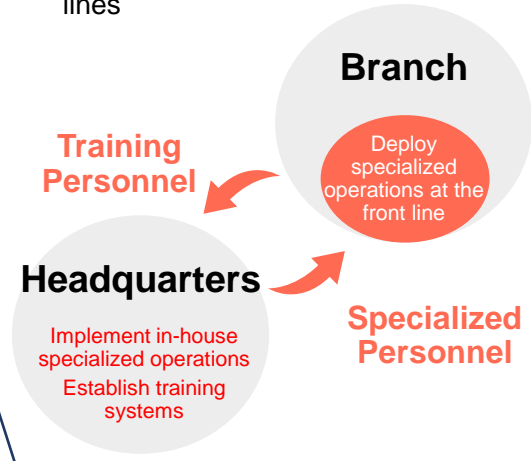 lines
Branch
Deploy
specialized
operations at the
front line
Training
Personnel
Headquarters
Implement in-house
specialized operations
Establish training
systems
Specialized
Personnel